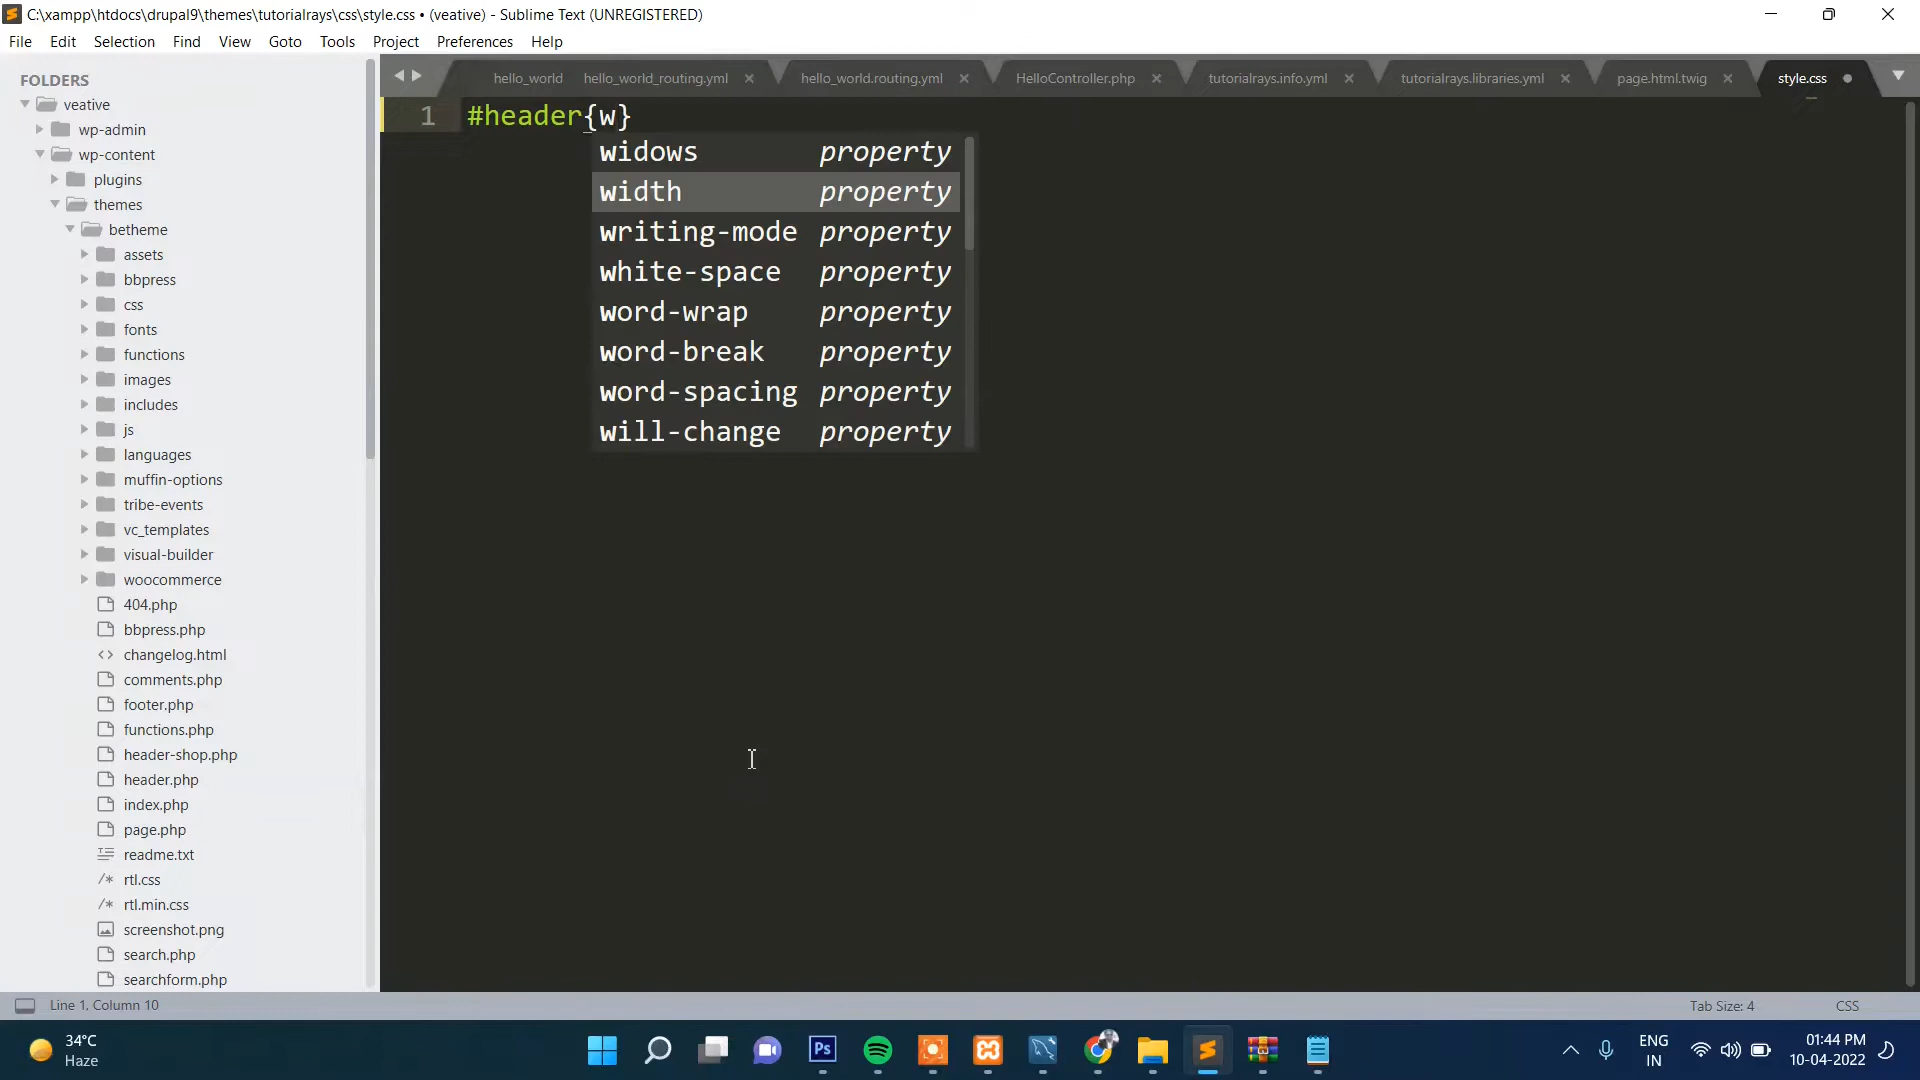 C:\xampp\htdocs\drupal9\themes\tutorialrays\css\style.css • (veative) - Sublime Text (UNREGISTERED)
File Edit Selection Find View Goto Tools Project Preferences Help
FOLDERS
veative
wp-admin
wp-content
plugins
themes
betheme
assets
bbpress
css
fonts
functions
images
includes
js
languages
muffin-options
tribe-events
vc_templates
visual-builder
woocommerce
404.php
bbpress.php
changelog.html
comments.php
footer.php
functions.php
header-shop.php
header.php
index.php
page.php
readme.txt
rtl.css
rtl.min.css
screenshot.png
search.php
searchform.php
hello_world hello_world_routing.yml hello_world.routing.yml HelloController.php tutorialrays.info.yml tutorialrays.libraries.yml page.html.twig style.css
1 #header{w}
widows property
width property
writing-mode property
white-space property
word-wrap property
word-break property
word-spacing property
will-change property
Line 1, Column 10 Tab Size: 4 CSS
34°C
Haze
Ps
ENG
IN
01:44 PM
10-04-2022